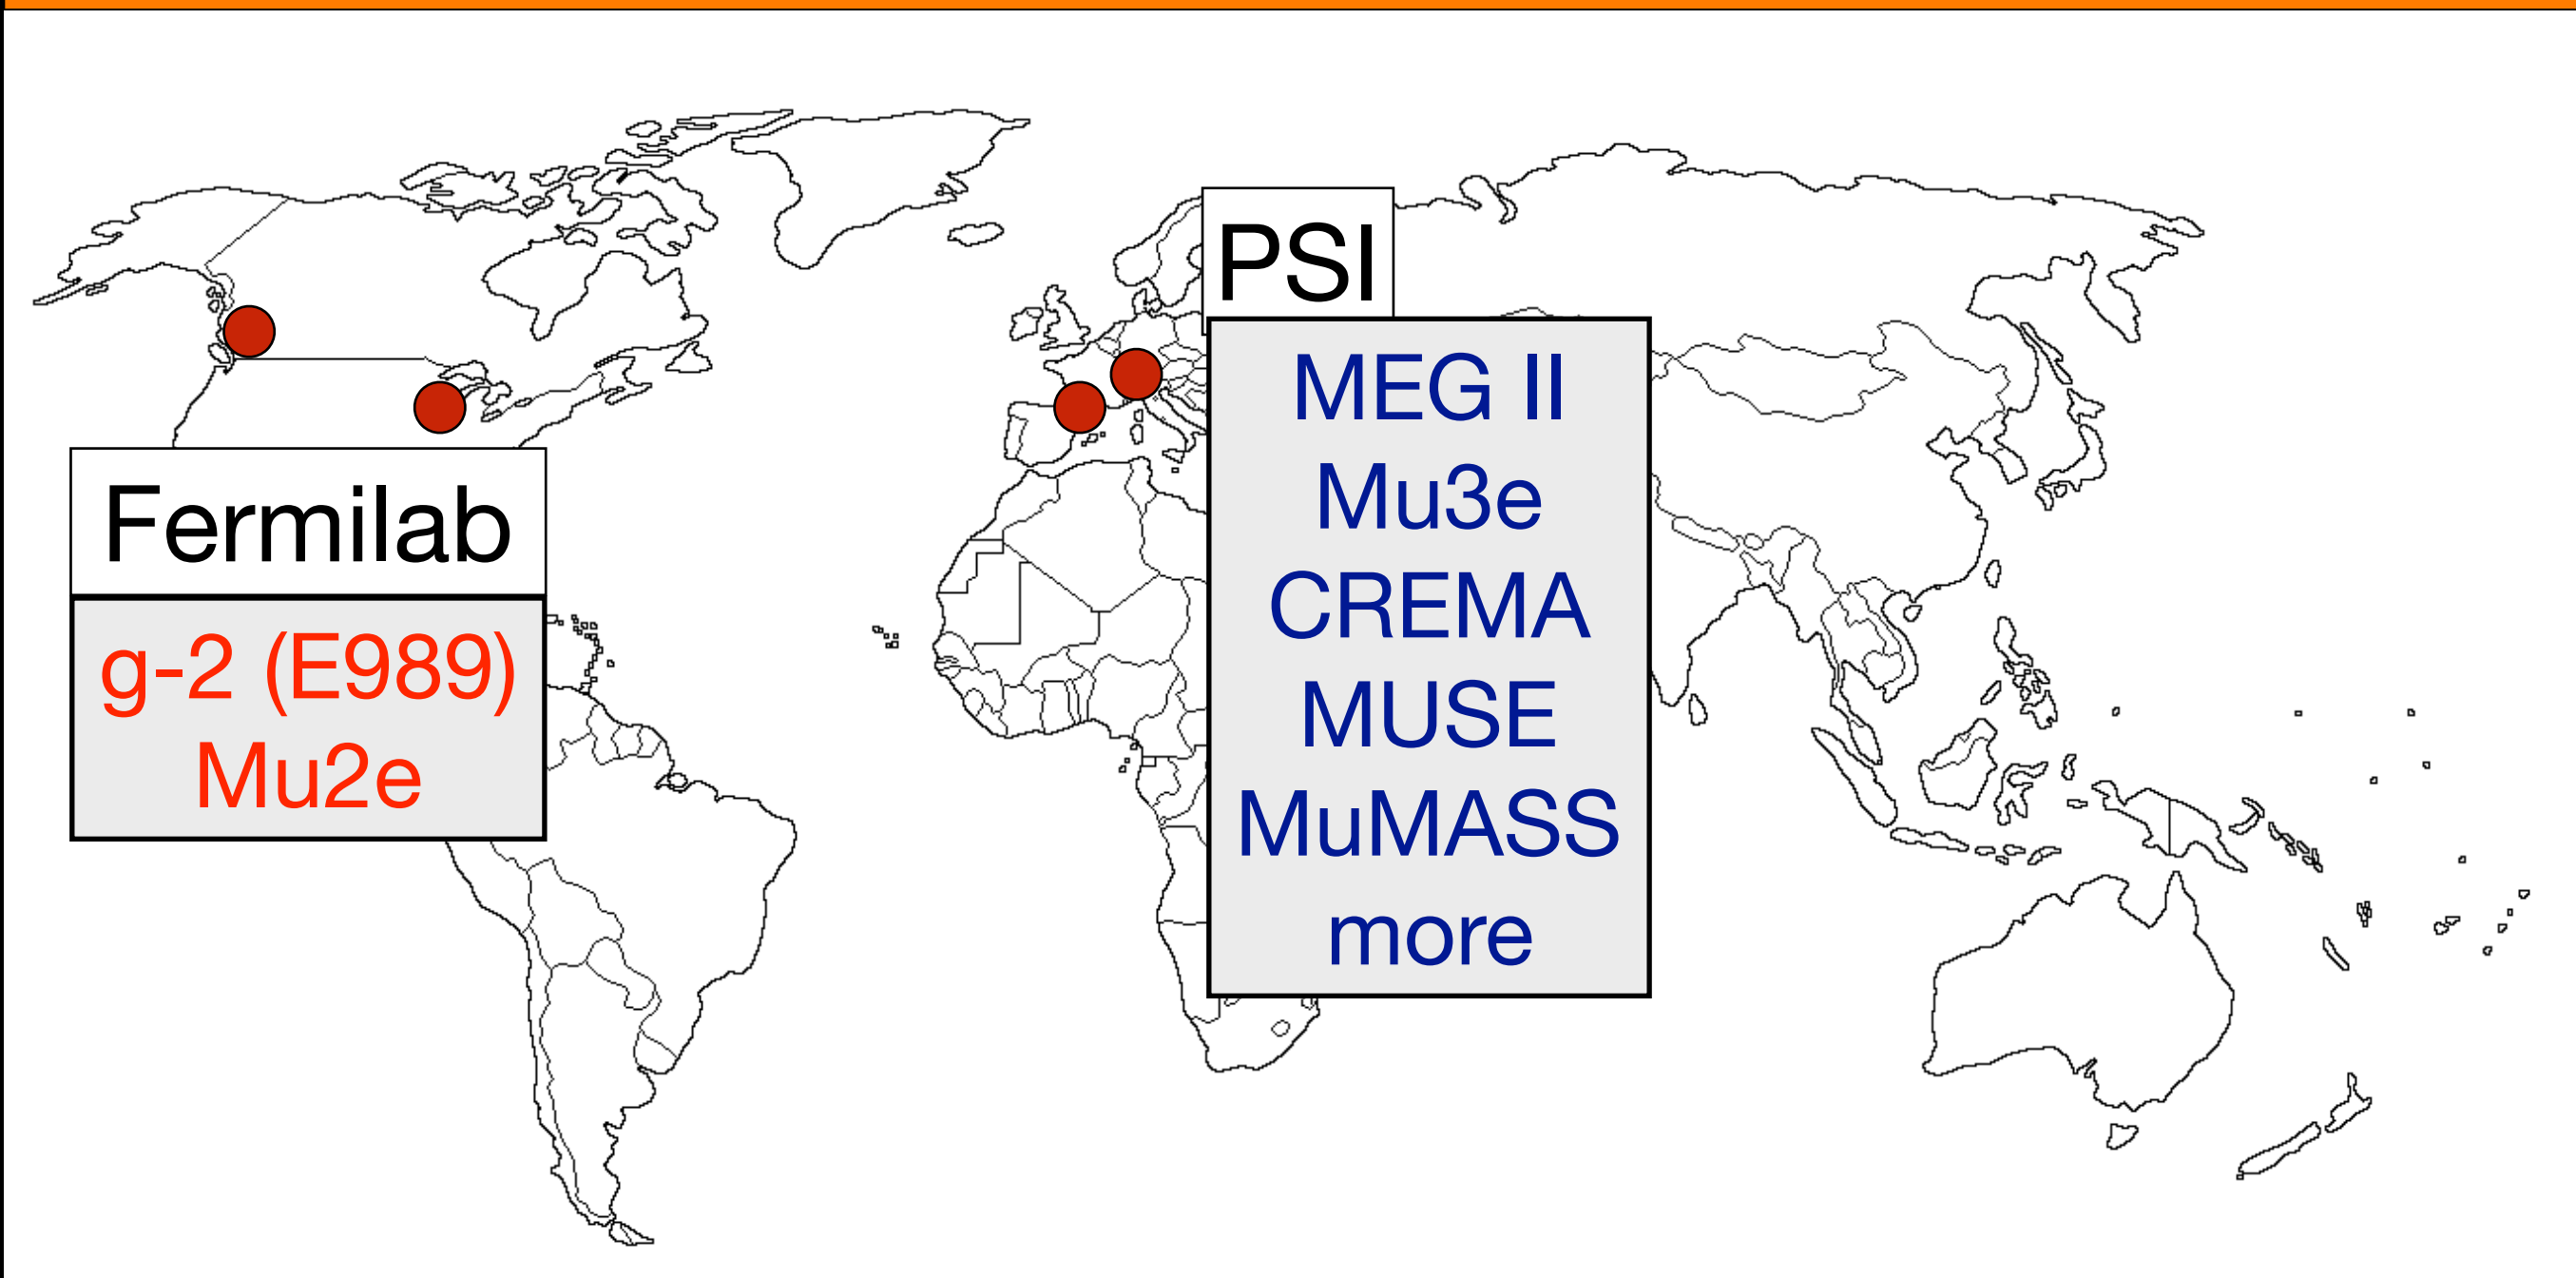 Fermilab
g-2 (E989)
Mu2e
PSI
MEG II
Mu3e
CREMA
MUSE
MuMASS
more